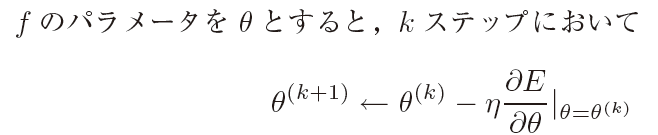 f のパラメータを θ とすると，k ステップにおいて
θ^{(k+1)} ← θ^{(k)} − η \frac{∂E}{∂θ}|_{θ=θ^{(k)}}